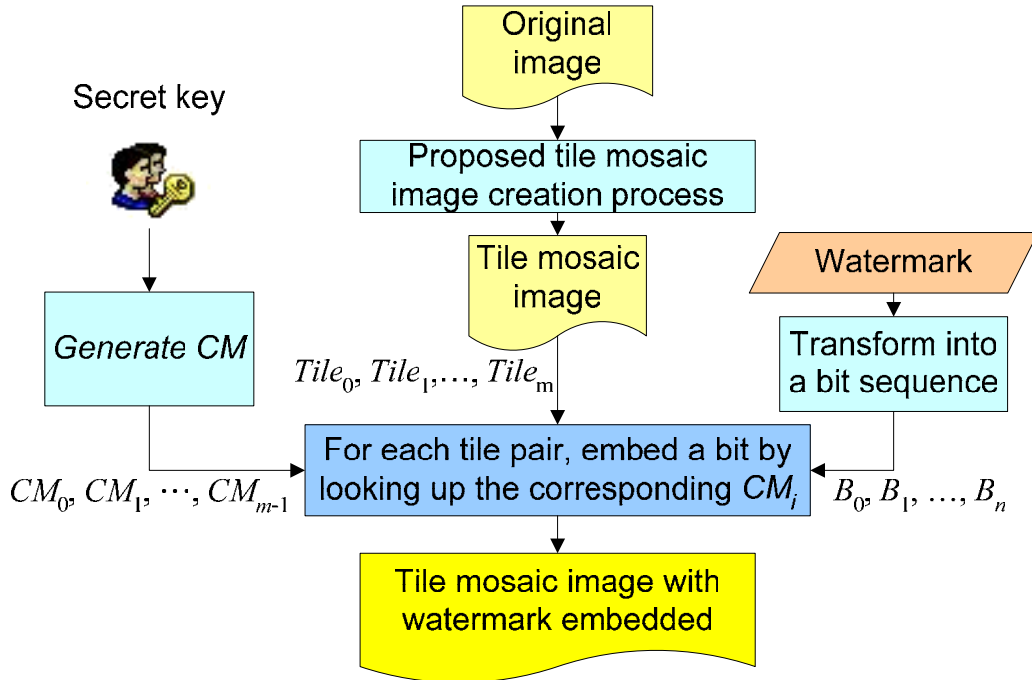 Original
image
Secret key
Proposed tile mosaic
image creation process
Tile mosaic
image
Watermark
Generate CM
Transform into
a bit sequence
Tile₀, Tile₁,…, Tileₘ
For each tile pair, embed a bit by
looking up the corresponding CMᵢ
CM₀, CM₁, ⋯, CMₘ₋₁
B₀, B₁, …, Bₙ
Tile mosaic image with
watermark embedded